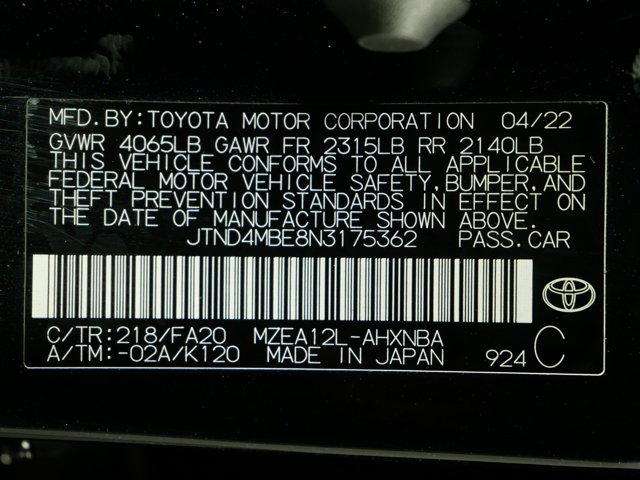 MFD.BY:TOYOTA MOTOR CORPORATION 04/22
GVWR 4065LB GAWR FR 2315LB RR 2140LB
THIS VEHICLE CONFORMS TO ALL APPLICABLE
FEDERAL MOTOR VEHICLE SAFETY,BUMPER,AND
THEFT PREVENTION STANDARDS IN EFFECT ON
THE DATE OF MANUFACTURE SHOWN ABOVE.
JTND4MBE8N3175362 PASS.CAR
C/TR:218/FA20 MZEA12L-AHXNBA
A/TM:-02A/K120 MADE IN JAPAN 924 C